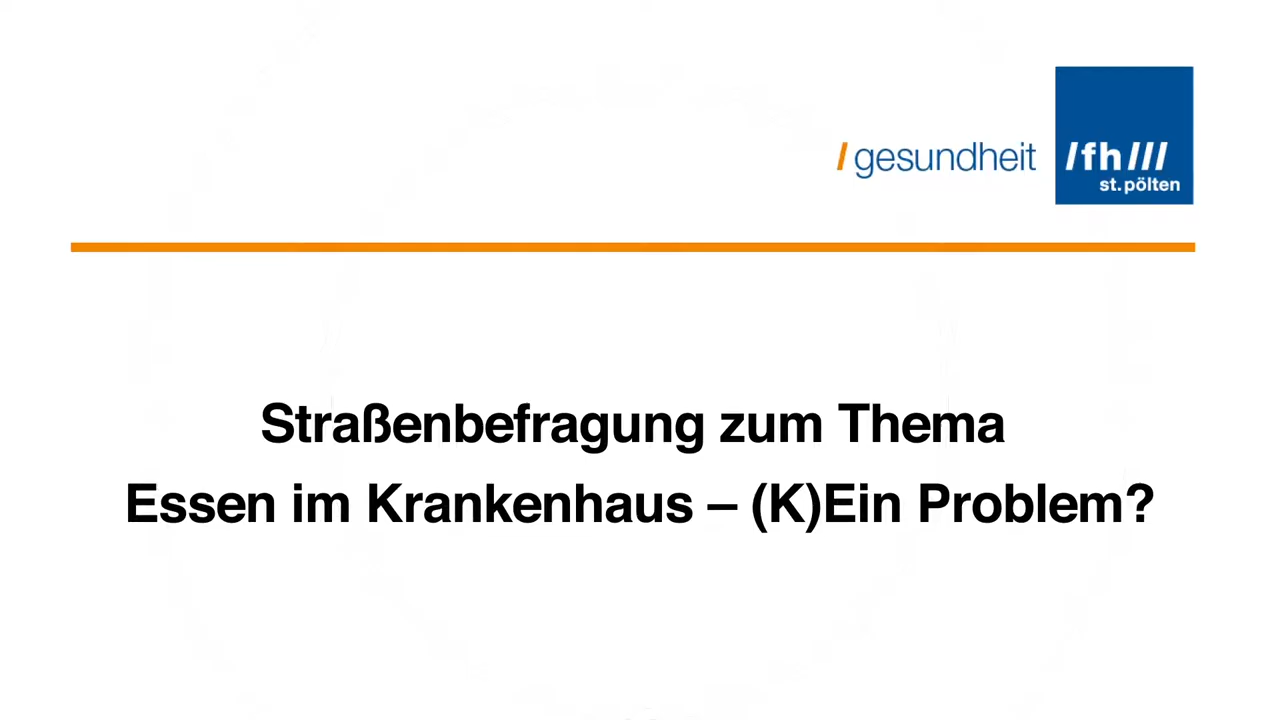 / gesundheit
/fh///
st. pölten
Straßenbefragung zum Thema
Essen im Krankenhaus – (K)Ein Problem?